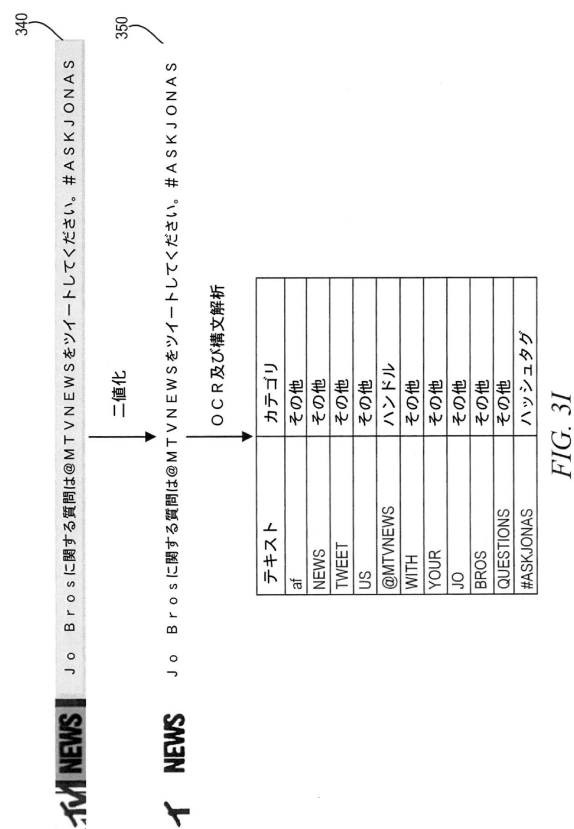 340
NEWS Jo Brosに関する質問は@MTVNEWSをツイートしてください。#ASKJONAS
二値化
350
NEWS Jo Brosに関する質問は@MTVNEWSをツイートしてください。#ASKJONAS
OCR及び構文解析
テキスト カテゴリ
af その他
NEWS その他
TWEET その他
US その他
@MTVNEWS ハンドル
WITH その他
YOUR その他
JO その他
BROS その他
QUESTIONS その他
#ASKJONAS ハッシュタグ
FIG. 3I